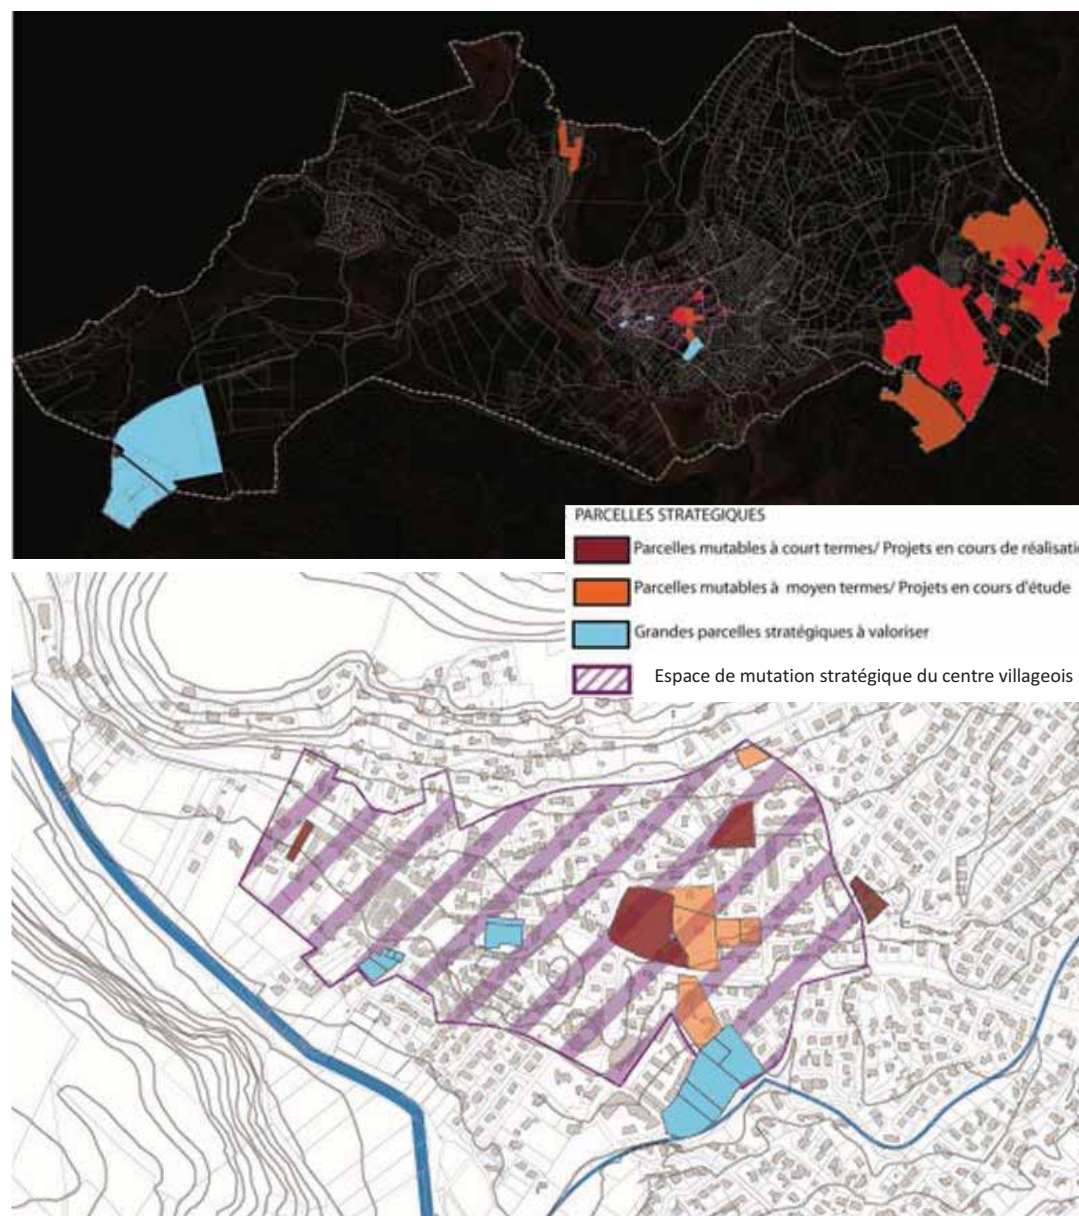 PARCELLES STRATEGIQUES
Parcelles mutables à court termes/ Projets en cours de réalisati
Parcelles mutables à moyen termes/ Projets en cours d'étude
Grandes parcelles stratégiques à valoriser
Espace de mutation stratégique du centre villageois